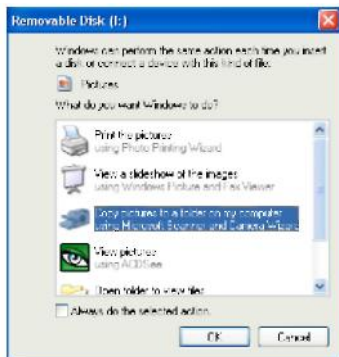 Removable Disk (I:)
Windows can perform the same action each time you insert
a disk or connect a device with this kind of file:
Pictures
What do you want Windows to do?
Print the pictures
using Photo Printing Wizard
View a slideshow of the images
using Windows Picture and Fax Viewer
Copy pictures to a folder on my computer
using Microsoft Scanner and Camera Wizard
View pictures
using ACDSee
Open folder to view files
Always do the selected action.
OK
Cancel